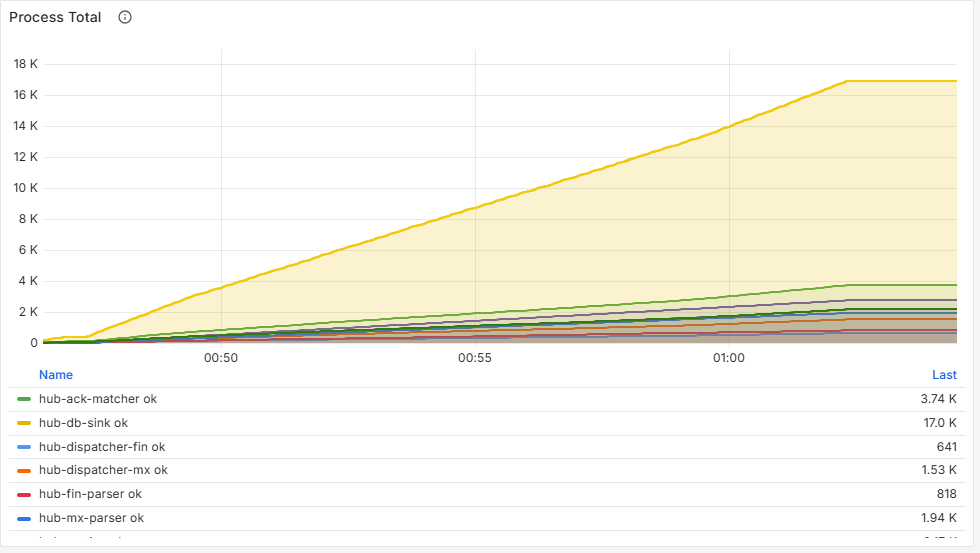 Process Total
18 K
16 K
14 K
12 K
10 K
8 K
6 K
4 K
2 K
0
00:50 00:55 01:00
Name Last
hub-ack-matcher ok 3.74 K
hub-db-sink ok 17.0 K
hub-dispatcher-fin ok 641
hub-dispatcher-mx ok 1.53 K
hub-fin-parser ok 818
hub-mx-parser ok 1.94 K